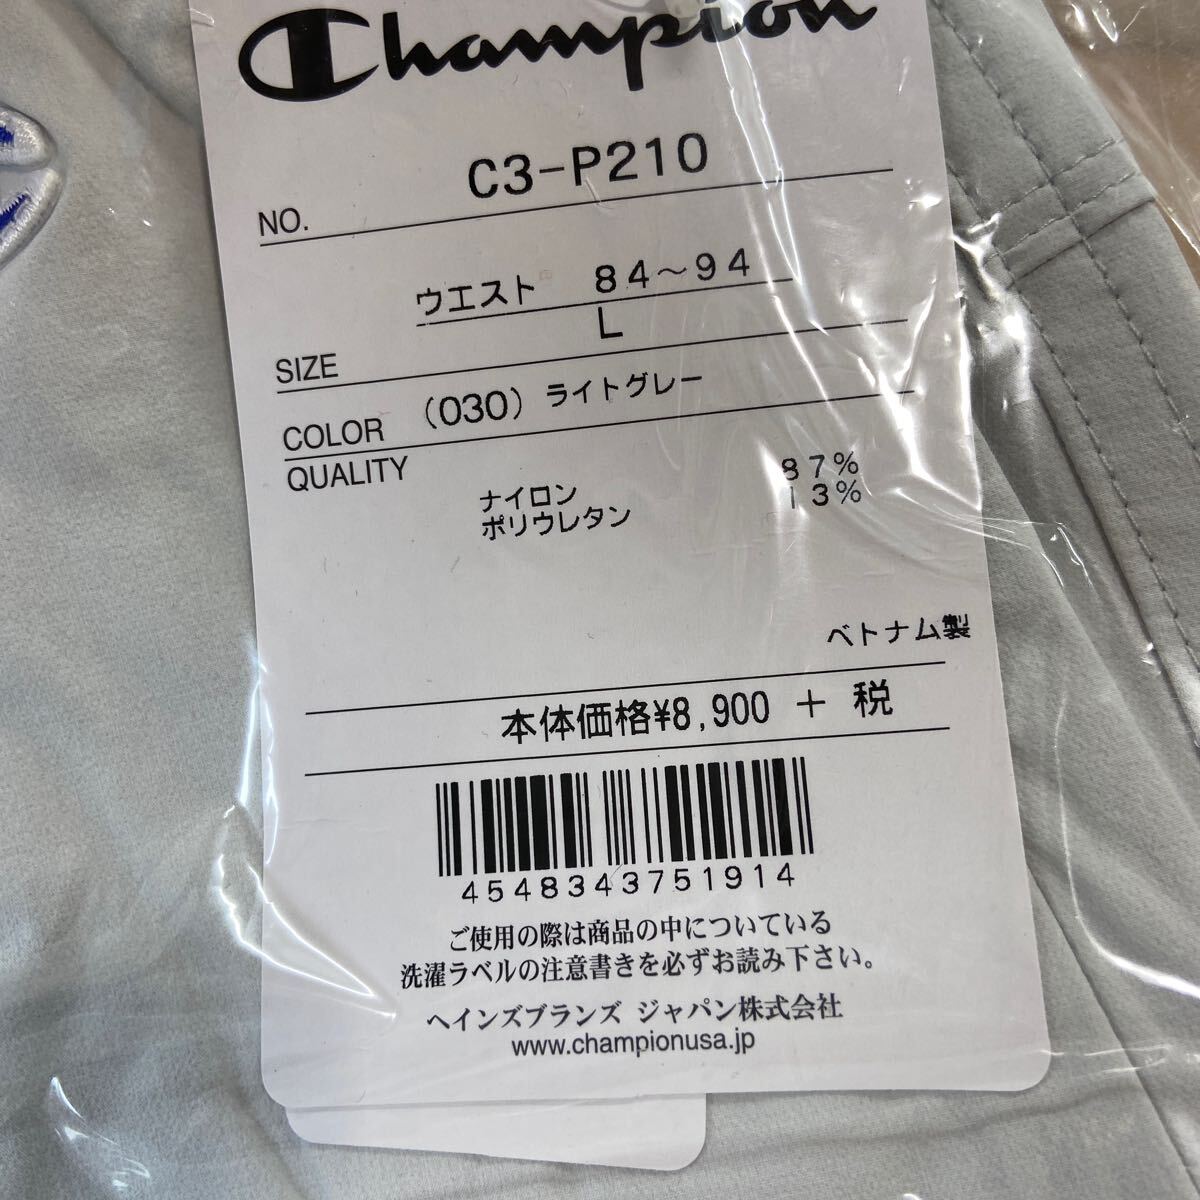 Champion
NO. C3-P210
ウエスト 84〜94
SIZE L
COLOR (030) ライトグレー
QUALITY
ナイロン 87%
ポリウレタン 13%
ベトナム製
本体価格¥8,900 + 税
4548343751914
ご使用の際は商品の中についている
洗濯ラベルの注意書きを必ずお読み下さい。
ヘインズブランズ ジャパン株式会社
www.championusa.jp